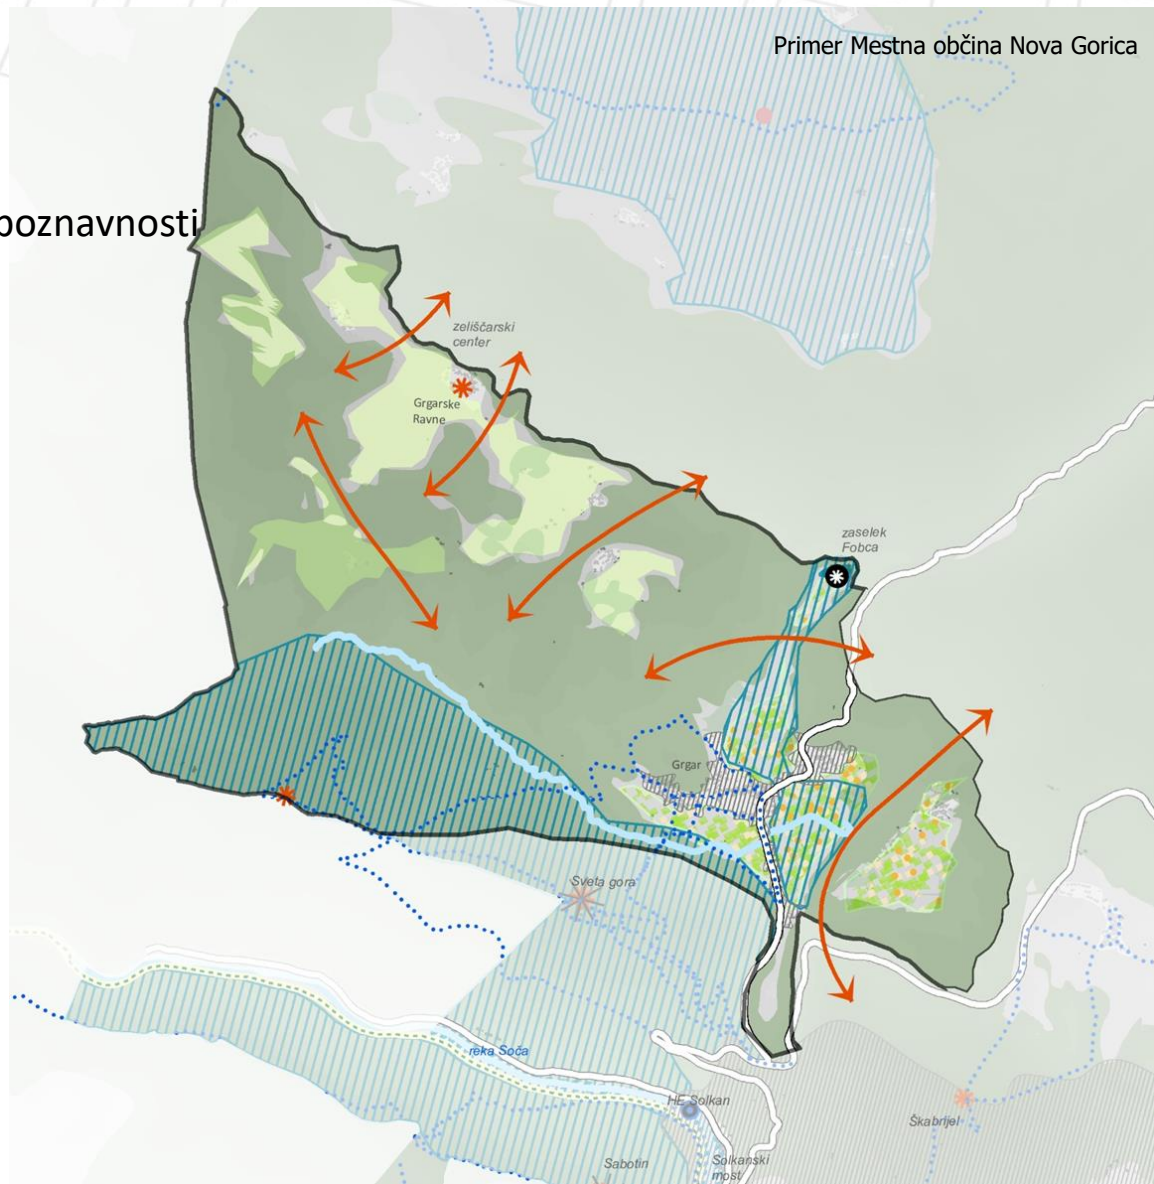 Primer Mestna občina Nova Gorica
poznavnosti
zeliščarski
center
Grgarske
Ravne
zaselek
Fobca
Grgar
Sveta gora
reka Soča
HE Solkan
Škabrijel
Sabotin
Solkanski
most